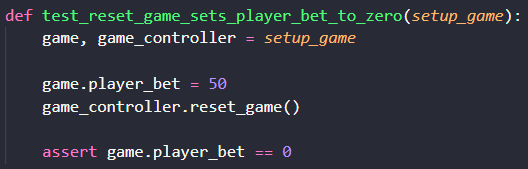 def test_reset_game_sets_player_bet_to_zero(setup_game):
    game, game_controller = setup_game

    game.player_bet = 50
    game_controller.reset_game()

    assert game.player_bet == 0